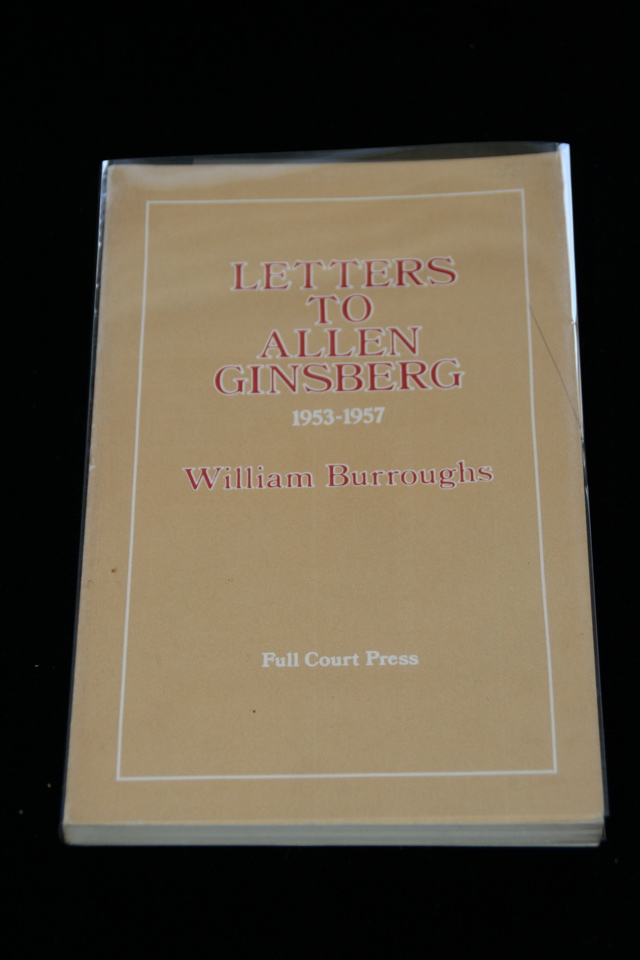 LETTERS
TO
ALLEN
GINSBERG
1953-1957
William Burroughs
Full Court Press